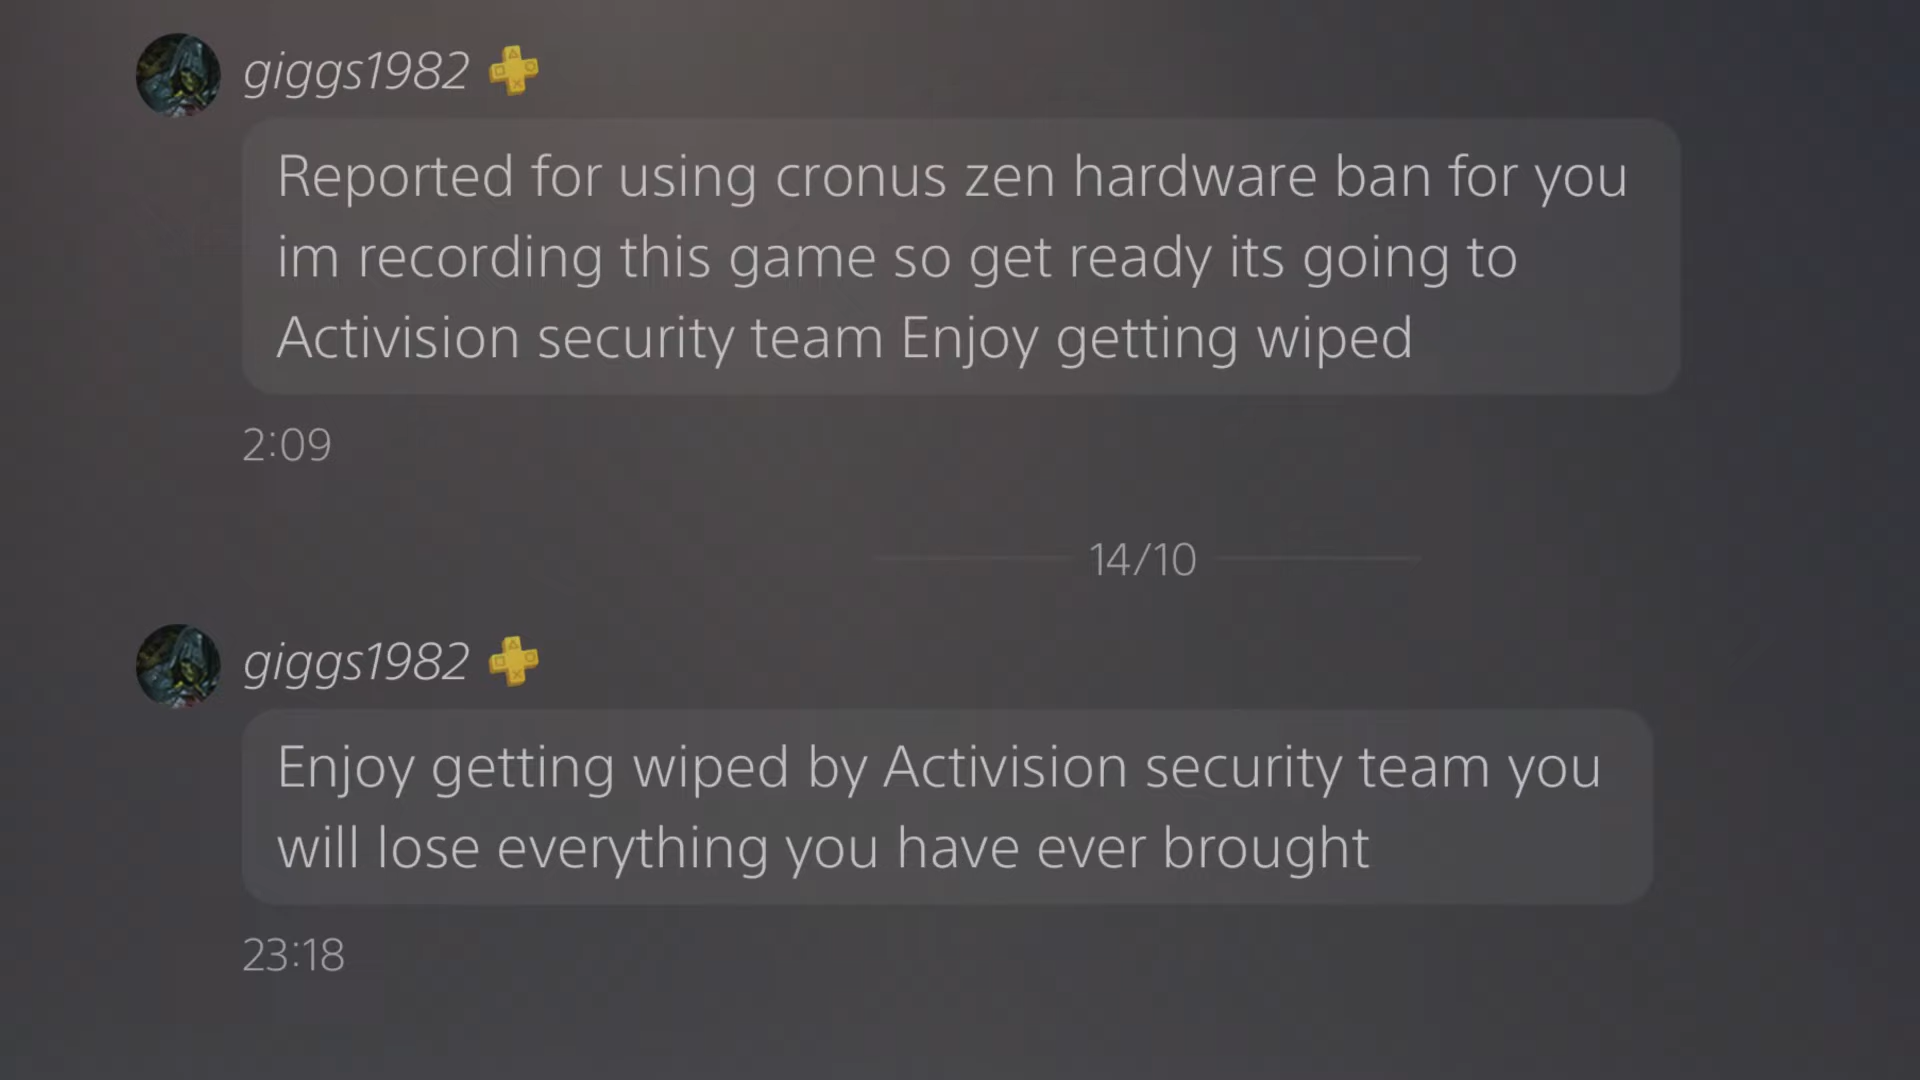 giggs1982
Reported for using cronus zen hardware ban for you
im recording this game so get ready its going to
Activision security team Enjoy getting wiped
2:09
14/10
giggs1982
Enjoy getting wiped by Activision security team you
will lose everything you have ever brought
23:18